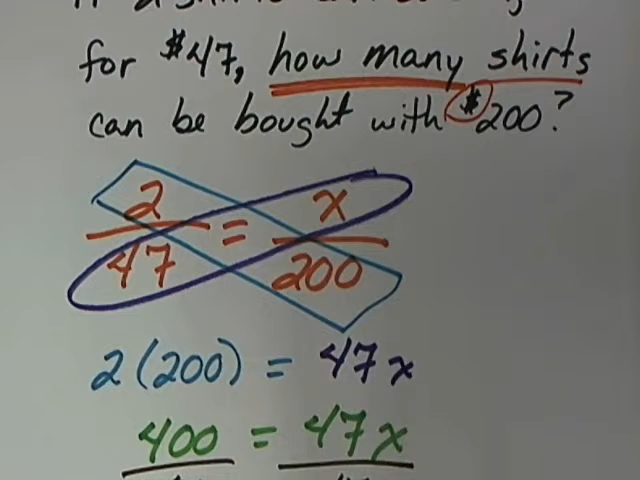 for $47, how many shirts
can be bought with $200?
2/47 = x/200
2(200) = 47x
400 = 47x